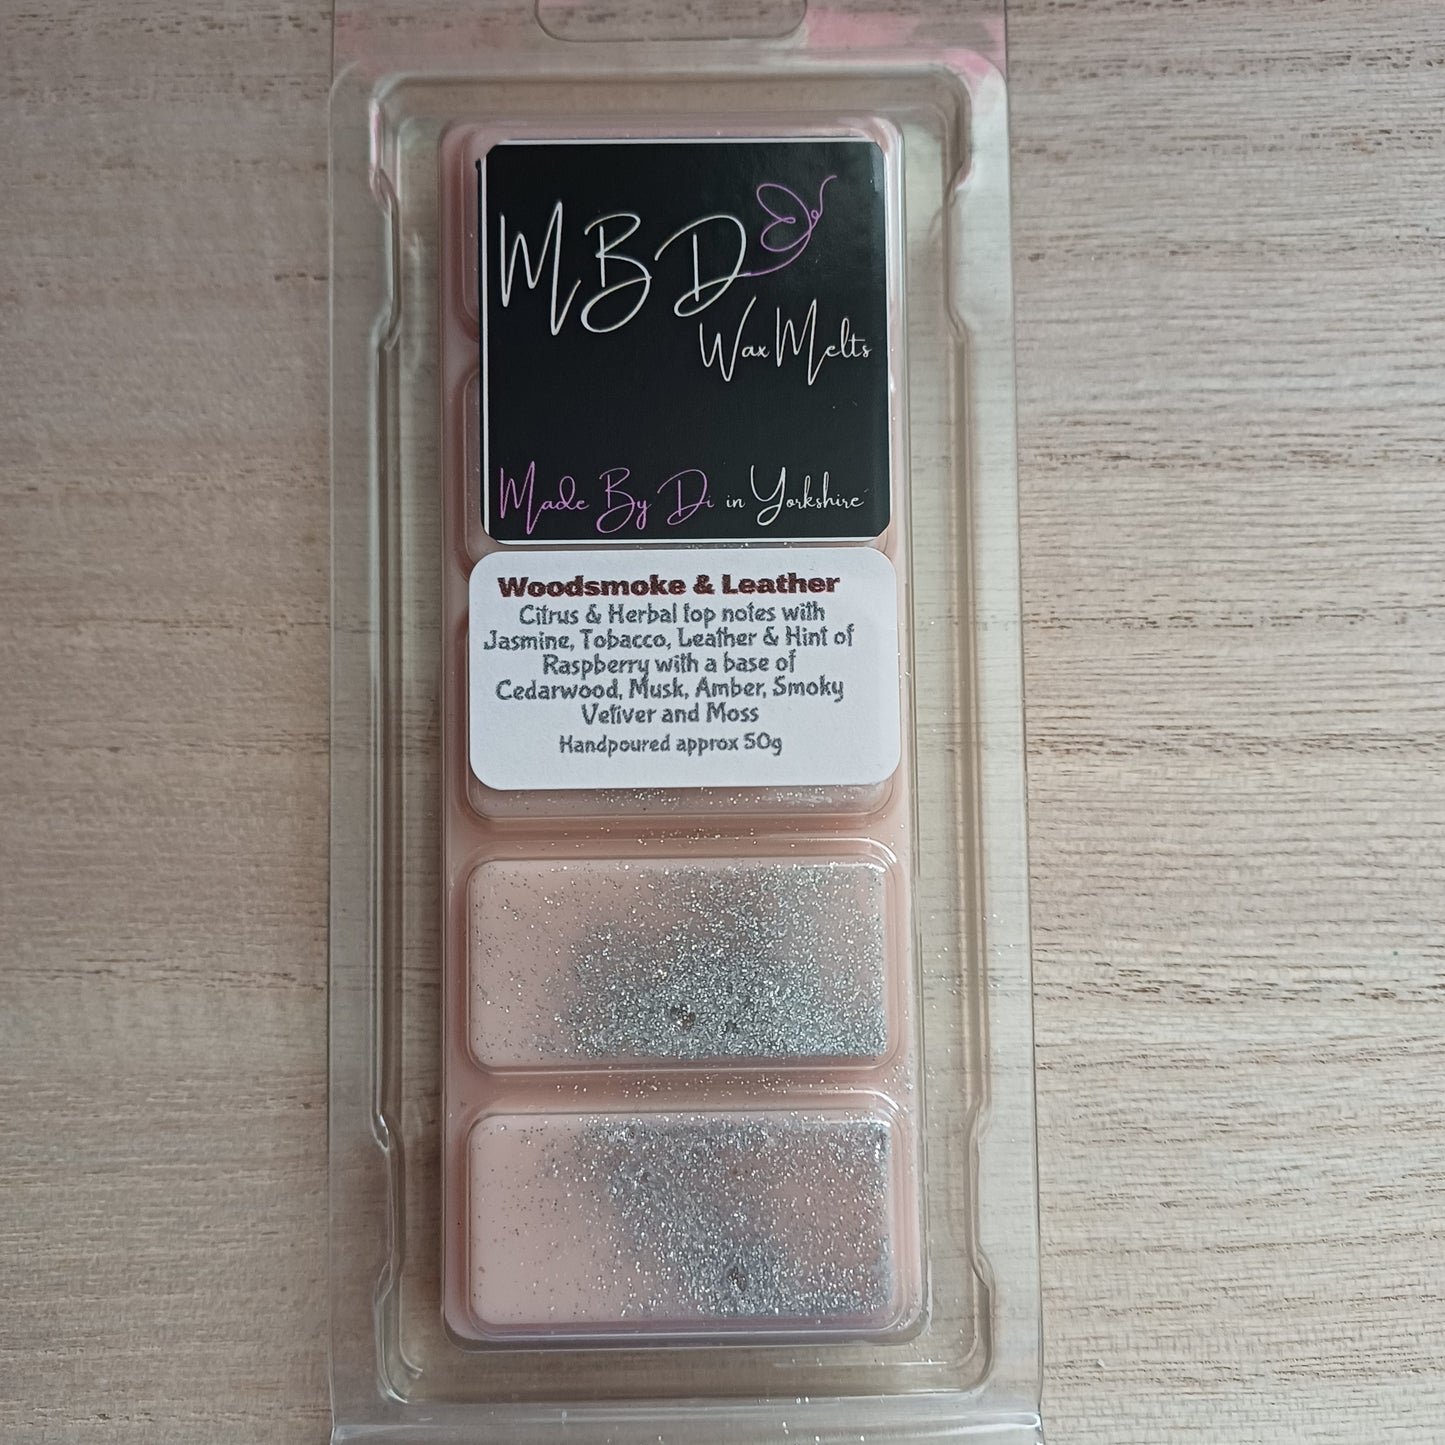 MBD
Wax Melts
Made By Di in Yorkshire
Woodsmoke & Leather
Citrus & Herbal top notes with
Jasmine, Tobacco, Leather & Hint of
Raspberry with a base of
Cedarwood, Musk, Amber, Smoky
Vetiver and Moss
Handpoured approx 50g